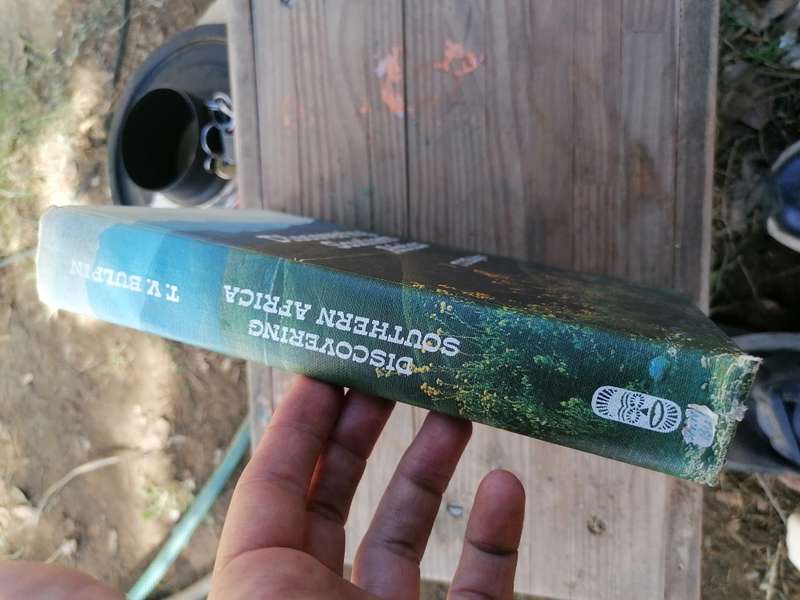 DISCOVERING
SOUTHERN AFRICA
T. V. BULPIN